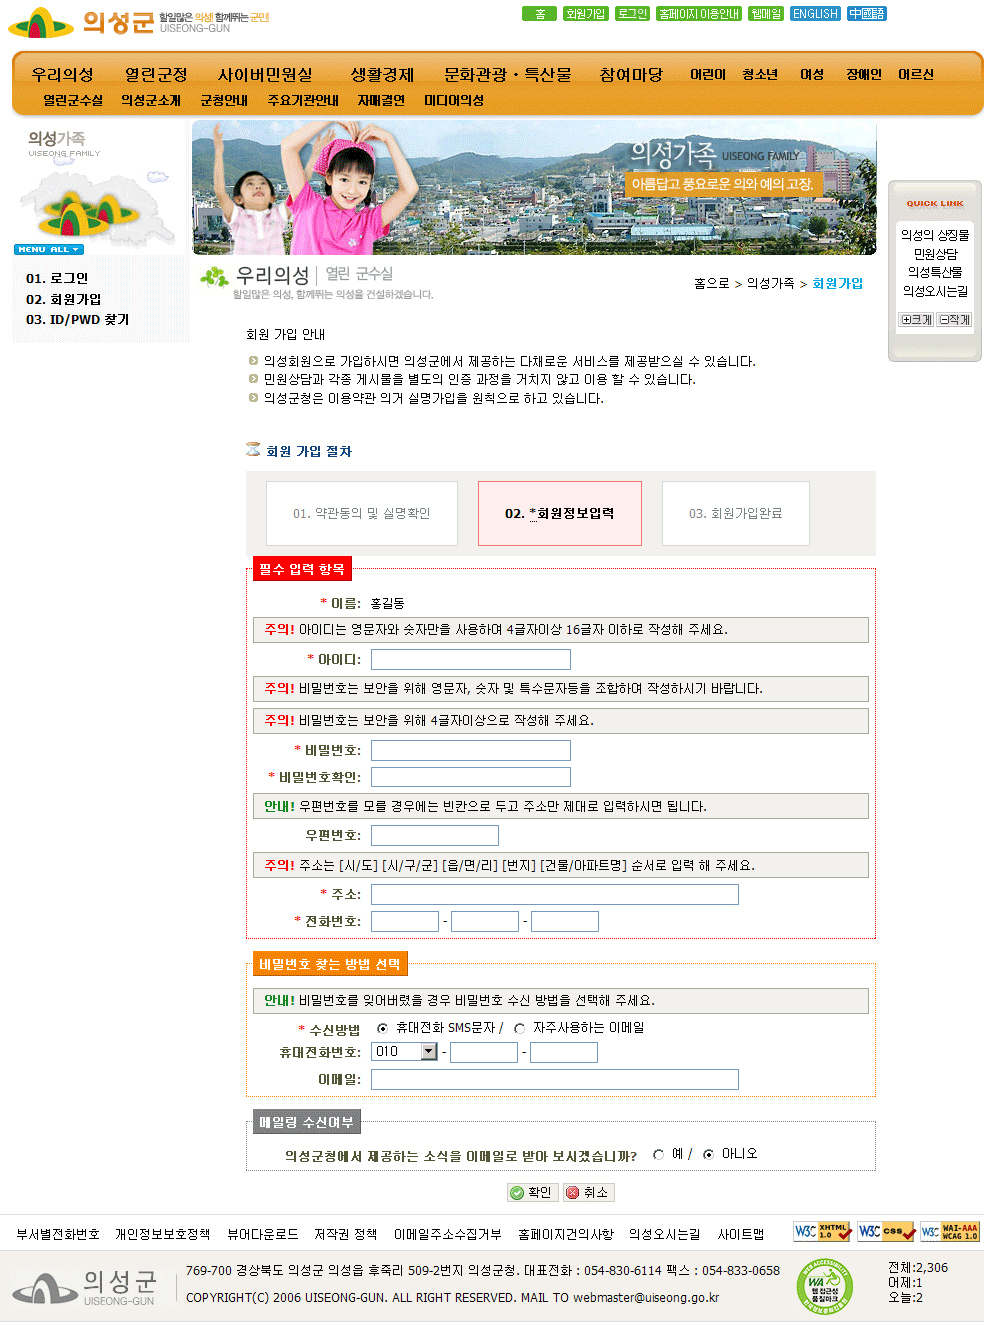 의성군 할일많은 의성! 함께뛰는 군민!
UISEONG-GUN
홈 회원가입 로그인 홈페이지 이용안내 웹메일 ENGLISH 中國語
우리의성 열린군정 사이버민원실 생활경제 문화관광 · 특산물 참여마당 어린이 청소년 여성 장애인 어르신
열린군수실 의성군소개 군청안내 주요기관안내 자매결연 미디어의성
의성가족
UISEONG FAMILY
MENU ALL
01. 로그인
02. 회원가입
03. ID/PWD 찾기
의성가족 UISEONG FAMILY
아름답고 풍요로운 의와 예의 고장.
우리의성 열린 군수실
할일많은 의성, 함께뛰는 의성을 건설하겠습니다.
홈으로 > 의성가족 > 회원가입
QUICK LINK
의성의 상징물
민원상담
의성특산물
의성오시는길
크게 작게
회원 가입 안내
의성회원으로 가입하시면 의성군에서 제공하는 다채로운 서비스를 제공받으실 수 있습니다.
민원상담과 각종 게시물을 별도의 인증 과정을 거치지 않고 이용 할 수 있습니다.
의성군청은 이용약관 의거 실명가입을 원칙으로 하고 있습니다.
회원 가입 절차
01. 약관동의 및 실명확인
02. *회원정보입력
03. 회원가입완료
필수 입력 항목
* 이름: 홍길동
주의! 아이디는 영문자와 숫자만을 사용하여 4글자이상 16글자 이하로 작성해 주세요.
* 아이디:
주의! 비밀번호는 보안을 위해 영문자, 숫자 및 특수문자등을 조합하여 작성하시기 바랍니다.
주의! 비밀번호는 보안을 위해 4글자이상으로 작성해 주세요.
* 비밀번호:
* 비밀번호확인:
안내! 우편번호를 모를 경우에는 빈칸으로 두고 주소만 제대로 입력하시면 됩니다.
우편번호:
주의! 주소는 [시/도] [시/구/군] [읍/면/리] [번지] [건물/아파트명] 순서로 입력 해 주세요.
* 주소:
* 전화번호: - -
비밀번호 찾는 방법 선택
안내! 비밀번호를 잊어버렸을 경우 비밀번호 수신 방법을 선택해 주세요.
* 수신방법 휴대전화 SMS문자 / 자주사용하는 이메일
휴대전화번호: 010 - -
이메일:
메일링 수신여부
의성군청에서 제공하는 소식을 이메일로 받아 보시겠습니까? 예 / 아니오
확인 취소
부서별전화번호 개인정보보호정책 뷰어다운로드 저작권 정책 이메일주소수집거부 홈페이지건의사항 의성오시는길 사이트맵
W3C XHTML 1.0 W3C CSS W3C WAI-AAA WCAG 1.0
의성군
UISEONG-GUN
769-700 경상북도 의성군 의성읍 후죽리 509-2번지 의성군청. 대표전화 : 054-830-6114 팩스 : 054-833-0658
COPYRIGHT(C) 2006 UISEONG-GUN. ALL RIGHT RESERVED. MAIL TO webmaster@uiseong.go.kr
WEB ACCESSIBILITY
WA
웹 접근성
품질마크
전체:2,306
어제:1
오늘:2